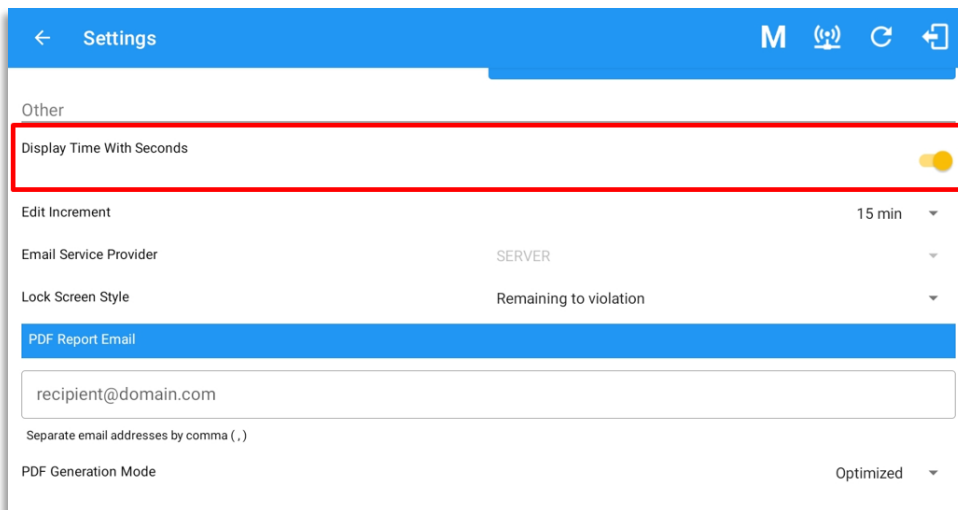 Settings
M
Other
Display Time With Seconds
Edit Increment 15 min
Email Service Provider SERVER
Lock Screen Style Remaining to violation
PDF Report Email
recipient@domain.com
Separate email addresses by comma ( , )
PDF Generation Mode Optimized